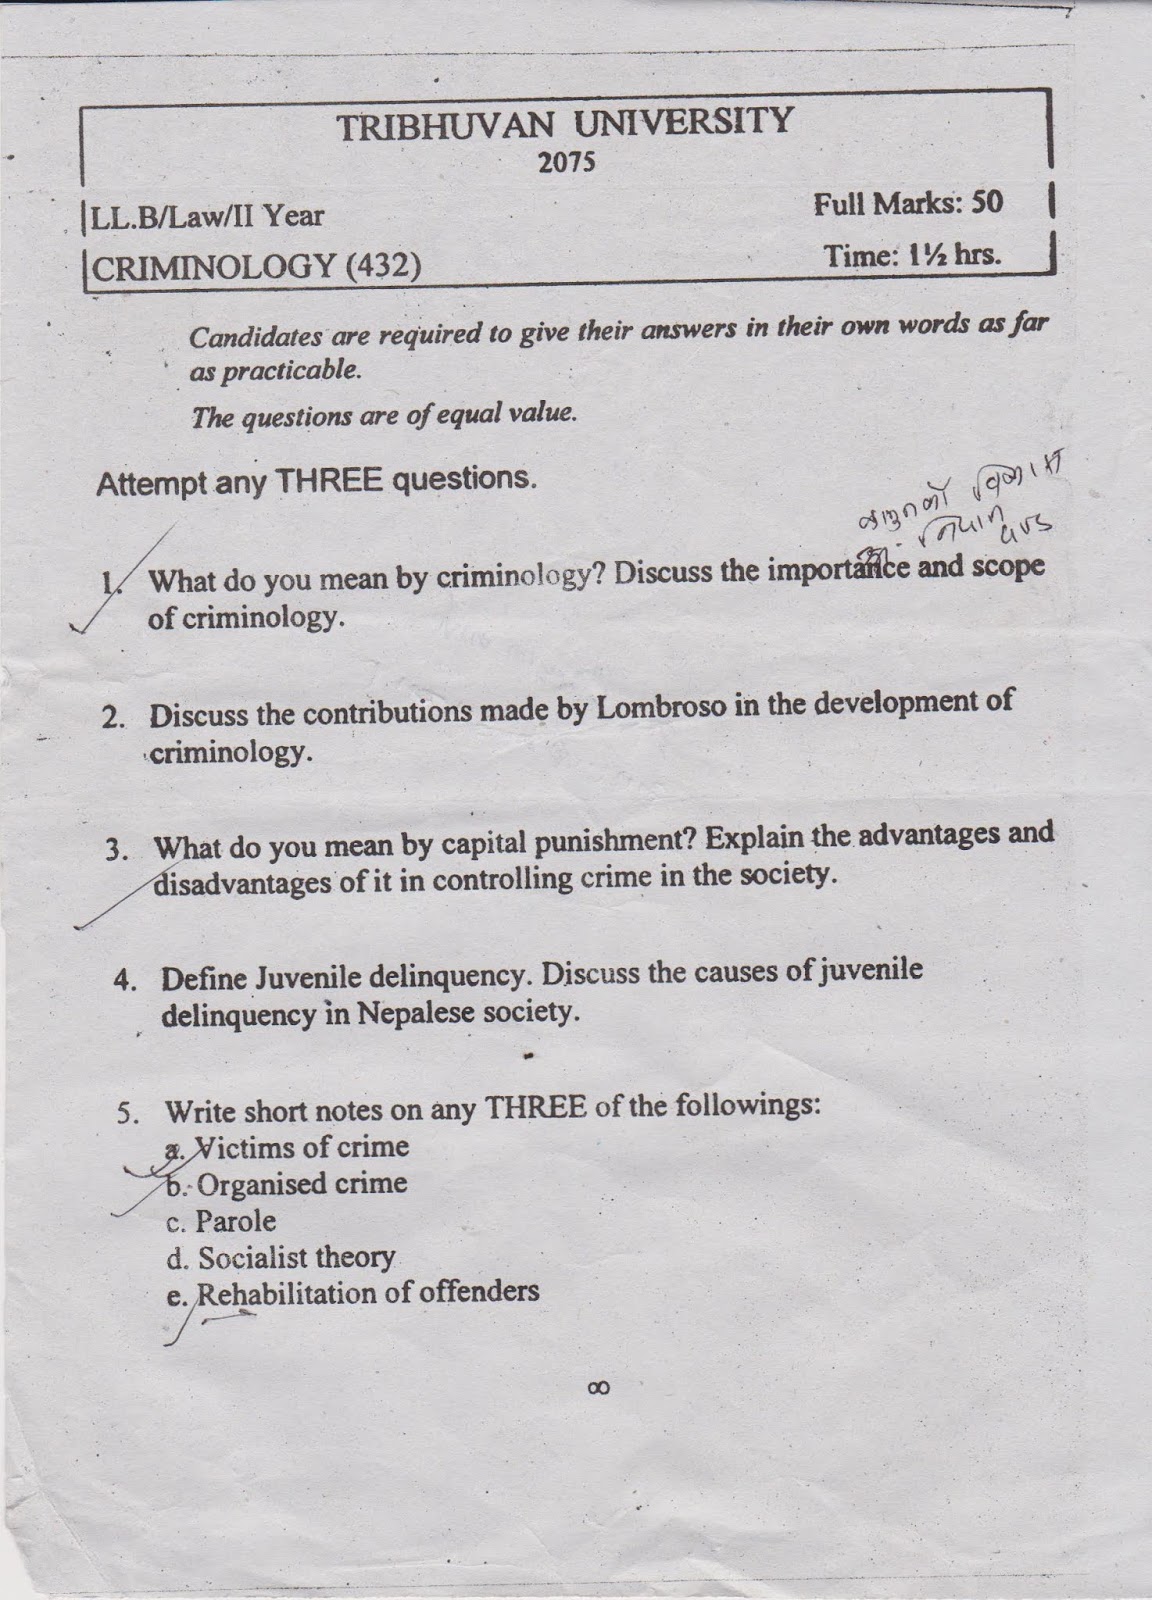 TRIBHUVAN UNIVERSITY
2075
LL.B/Law/II Year
Full Marks: 50
CRIMINOLOGY (432)
Time: 1½ hrs.
Candidates are required to give their answers in their own words as far
as practicable.
The questions are of equal value.
Attempt any THREE questions.
1. What do you mean by criminology? Discuss the importance and scope
of criminology.
2. Discuss the contributions made by Lombroso in the development of
criminology.
3. What do you mean by capital punishment? Explain the advantages and
disadvantages of it in controlling crime in the society.
4. Define Juvenile delinquency. Discuss the causes of juvenile
delinquency in Nepalese society.
5. Write short notes on any THREE of the followings:
a. Victims of crime
b. Organised crime
c. Parole
d. Socialist theory
e. Rehabilitation of offenders
∞